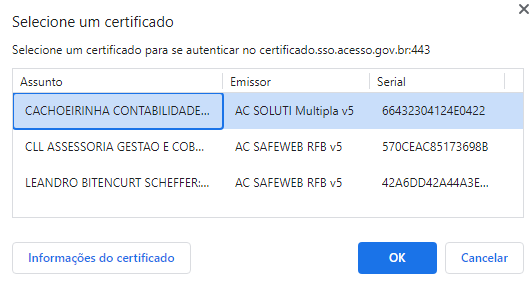 Selecione um certificado
Selecione um certificado para se autenticar no certificado.sso.acesso.gov.br:443
Assunto Emissor Serial
CACHOEIRINHA CONTABILIDADE... AC SOLUTI Multipla v5 66432304124E0422
CLL ASSESSORIA GESTAO E COB... AC SAFEWEB RFB v5 570CEAC85173698B
LEANDRO BITENCURT SCHEFFER:... AC SAFEWEB RFB v5 42A6DD42A44A3E...
Informações do certificado OK Cancelar